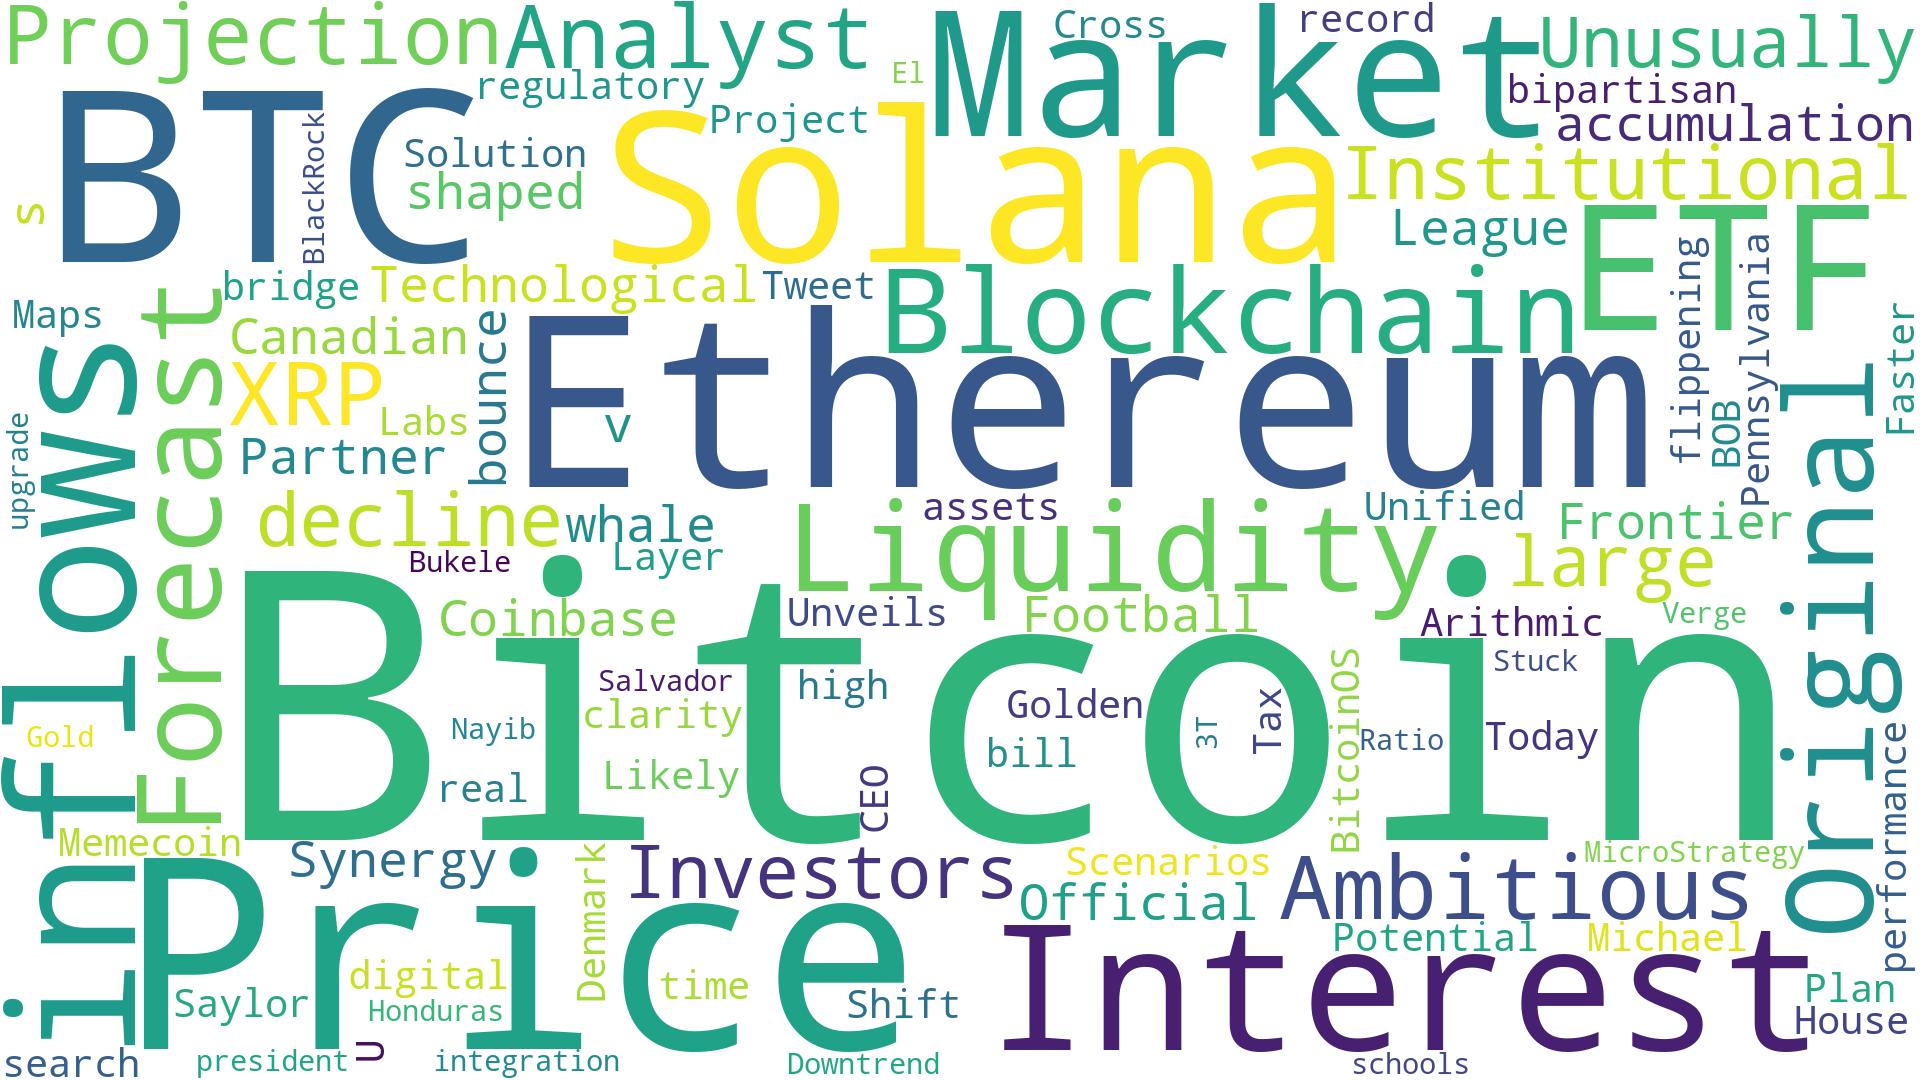 Projection
Analyst
Market
Cross
record
Unusually
regulatory
El
bipartisan
BTC
BlackRock
Solution
Project
Solana
accumulation
s
shaped
Institutional
League
ETF
bridge
Technological
Tweet
Blockchain
flippening
Pennsylvania
Maps
Canadian
bounce
Ethereum
Faster
inflows
Forecast
XRP
Labs
v
BOB
original
upgrade
Partner
decline
whale
assets
Unified
Frontier
Bukele
Layer
Liquidity
large
Bitcoin
Coinbase
Unveils
Football
Arithmic
Verge
Salvador
high
BitcoinOS
Stuck
Gold
Nayib
clarity
Golden
3T
Tax
Ratio
Today
real
Likely
CEO
bill
performance
Memecoin
Synergy
Denmark
Investors
Scenarios
MicroStrategy
Price
Official
Ambitious
digital
time
Shift
Interest
Potential
Michael
Saylor
Honduras
Plan
House
search
president
U
integration
Downtrend
schools